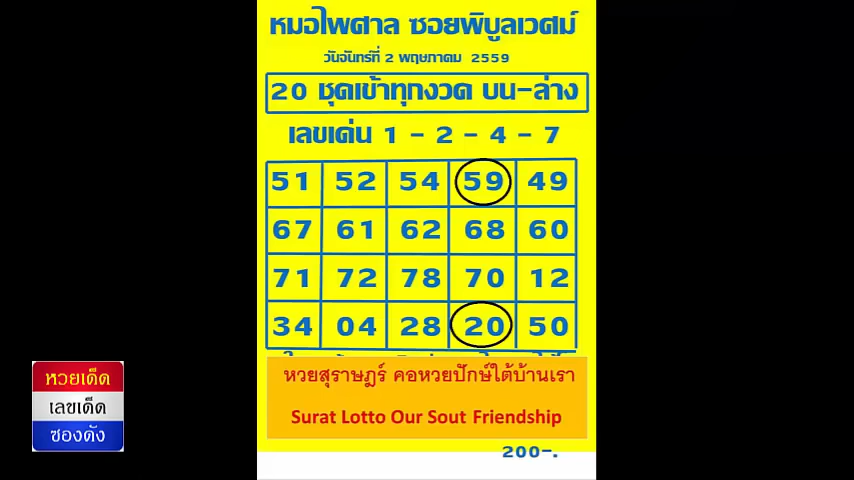 หมอไพศาล ซอยพิบูลเวศม์
วันจันทร์ที่ 2 พฤษภาคม 2559
20 ชุดเข้าทุกงวด บน-ล่าง
เลขเด่น 1 - 2 - 4 - 7
51 52 54 59 49
67 61 62 68 60
71 72 78 70 12
34 04 28 20 50
หวยสุราษฎร์ คอหวยปักษ์ใต้บ้านเรา
Surat Lotto Our Sout Friendship
200-.
หวยเด็ด
เลขเด็ด
ซองดัง